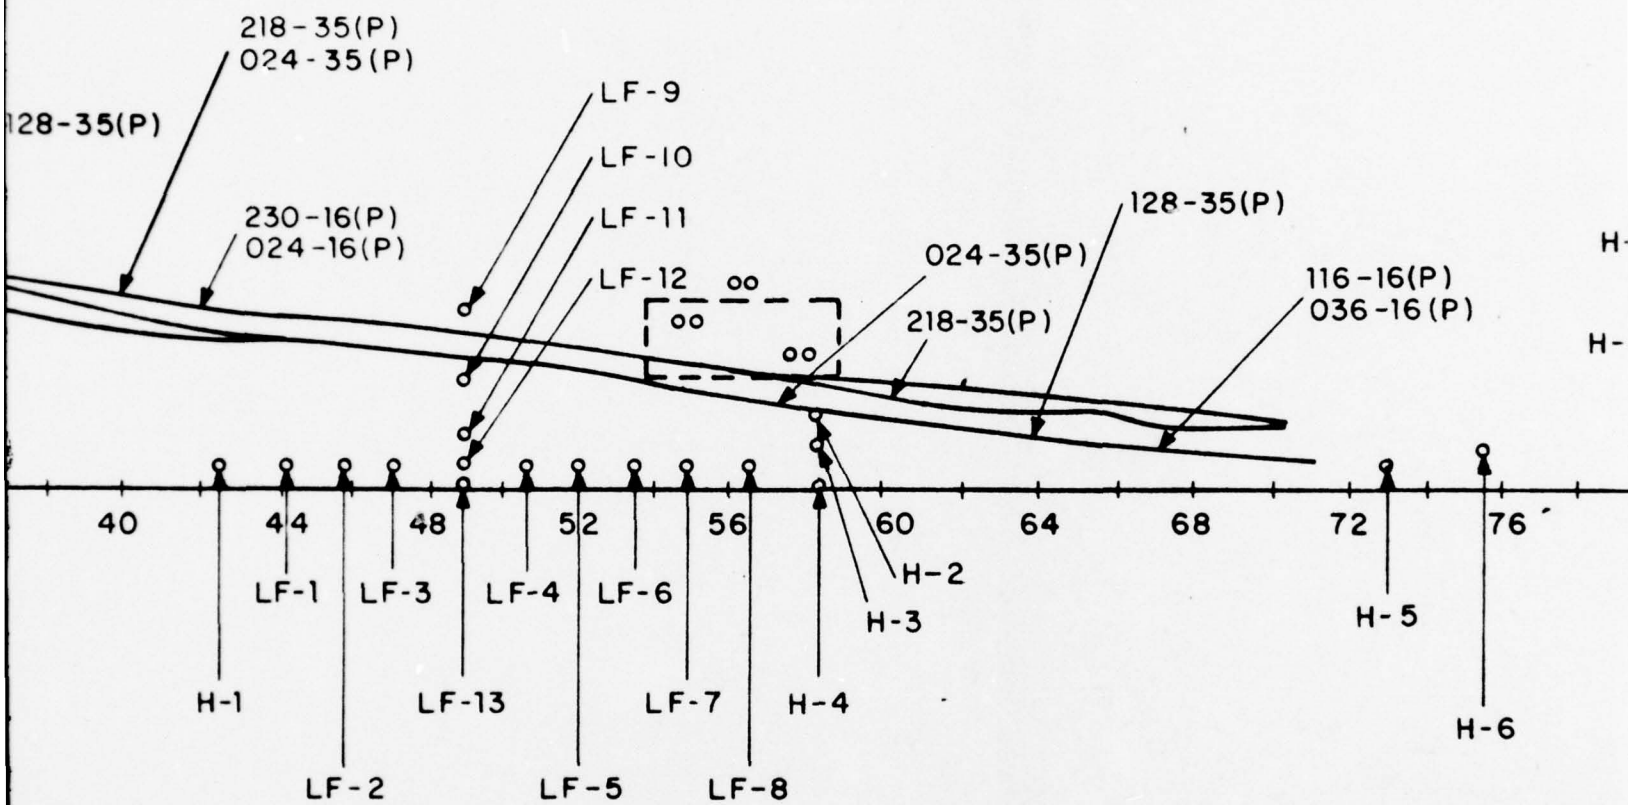 218-35(P)
024-35(P)
LF-9
128-35(P)
LF-10
128-35(P)
230-16(P)
024-16(P)
LF-11
H-
024-35(P)
LF-12
116-16(P)
036-16(P)
218-35(P)
H-
40
44
48
52
56
60
64
68
72
76
LF-1
LF-3
LF-4
LF-6
H-2
H-3
H-5
H-1
LF-13
LF-7
H-4
H-6
LF-2
LF-5
LF-8